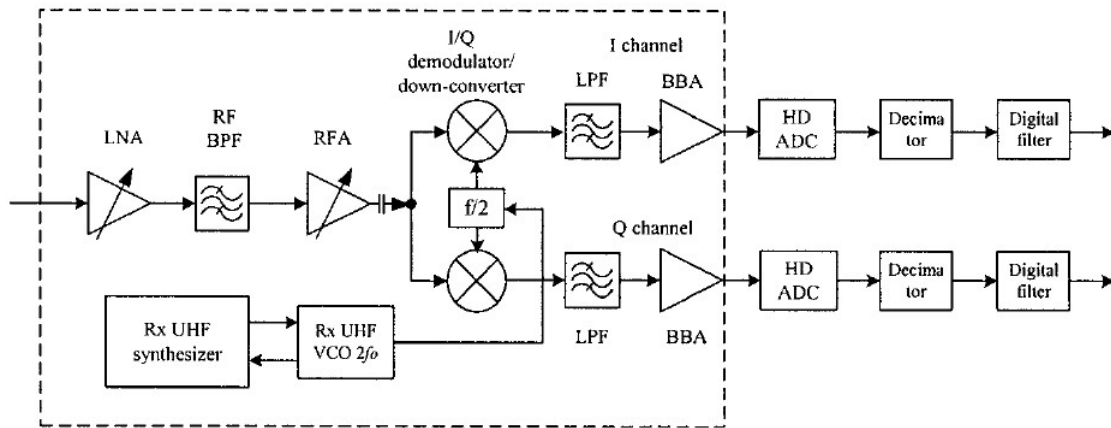 I/Q
demodulator/
down-converter
I channel
LPF
BBA
LNA
RF
BPF
RFA
HD
ADC
Decima
tor
Digital
filter
f/2
Q channel
HD
ADC
Decima
tor
Digital
filter
Rx UHF
synthesizer
Rx UHF
VCO 2fo
LPF
BBA